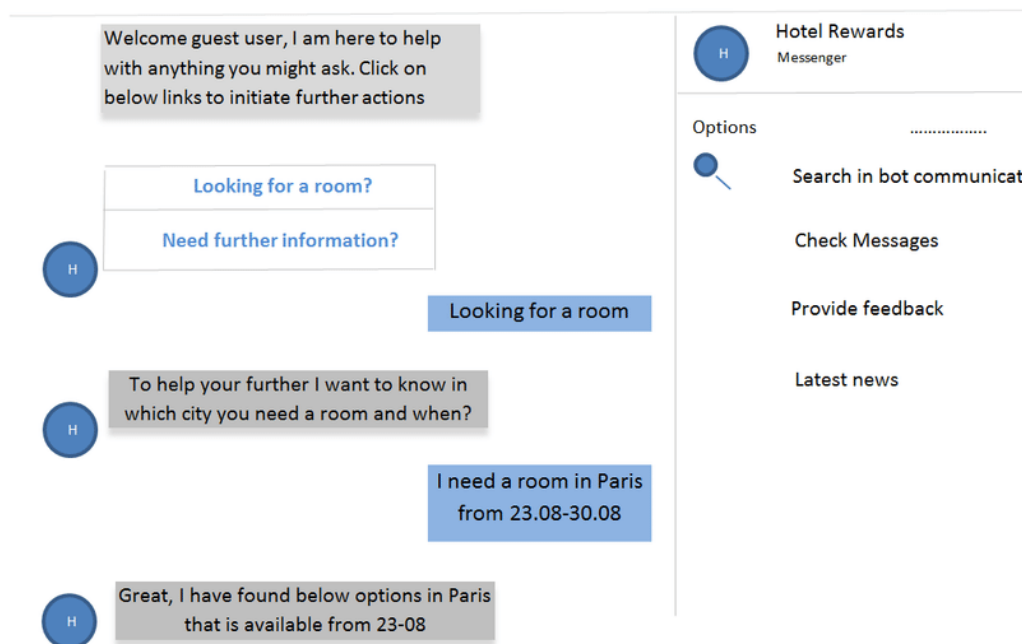 Welcome guest user, I am here to help
with anything you might ask. Click on
below links to initiate further actions
Looking for a room?
Need further information?
H
Looking for a room
To help your further I want to know in
which city you need a room and when?
H
I need a room in Paris
from 23.08-30.08
Great, I have found below options in Paris
that is available from 23-08
H
H
Hotel Rewards
Messenger
Options
................
Search in bot communicat
Check Messages
Provide feedback
Latest news